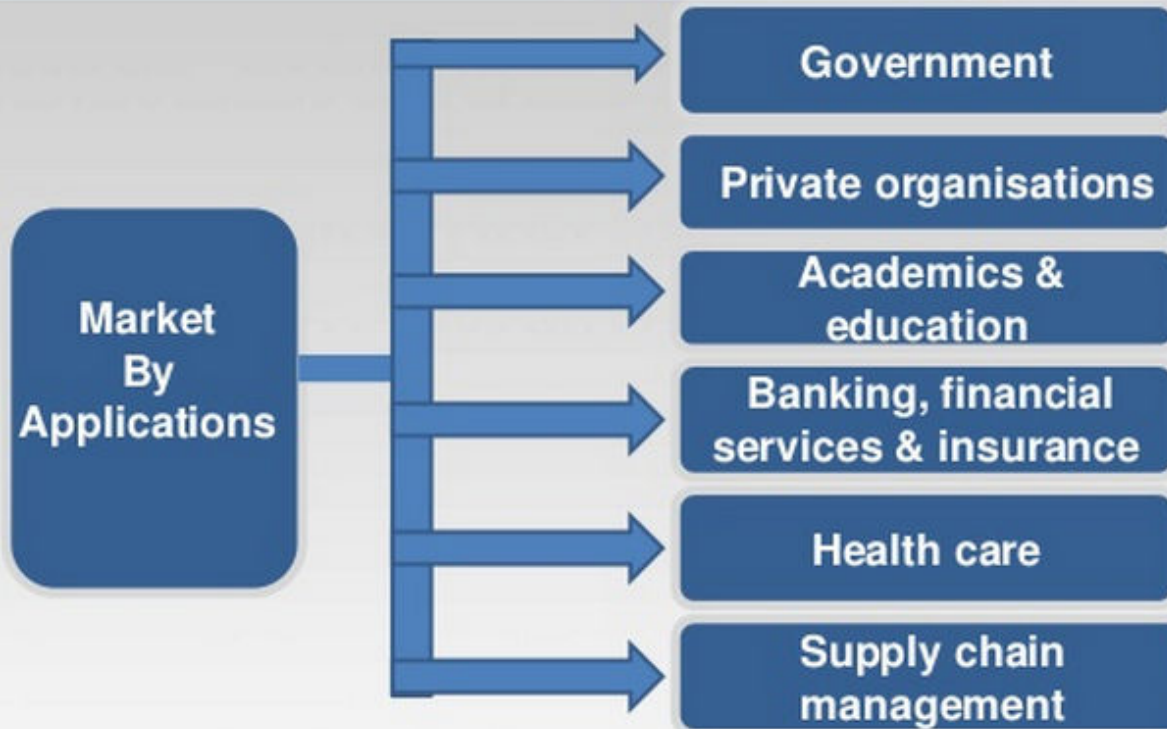 Market
By
Applications
Government
Private organisations
Academics &
education
Banking, financial
services & insurance
Health care
Supply chain
management